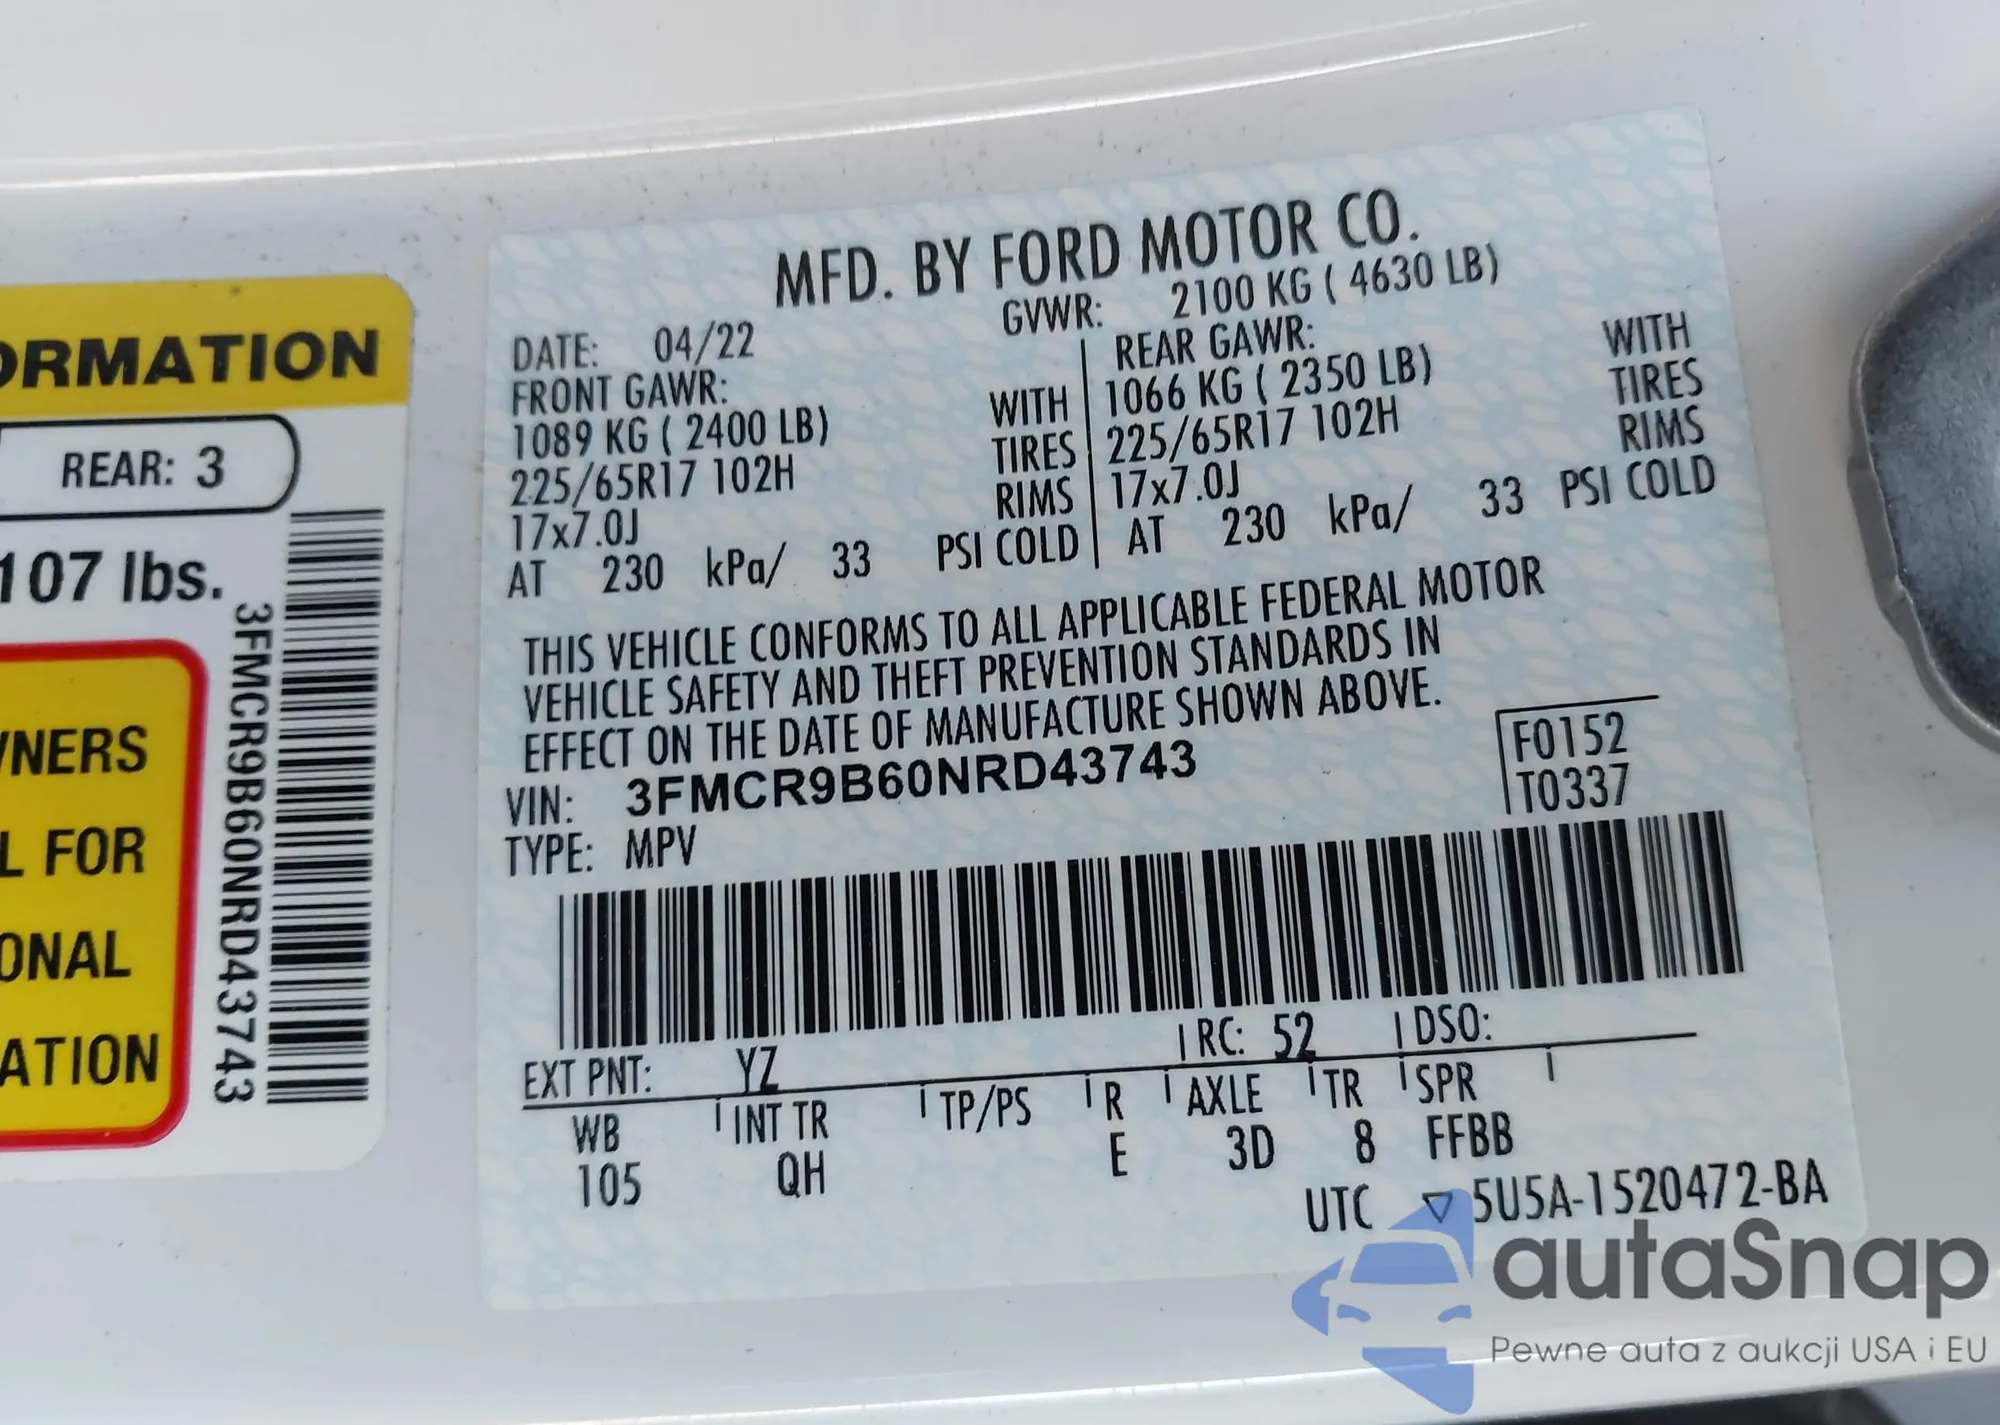 ORMATION
REAR: 3
107 lbs.
3FMCR9B60NRD43743
NERS
L FOR
ONAL
ATION
MFD. BY FORD MOTOR CO.
DATE: 04/22 GVWR: 2100 KG ( 4630 LB)
FRONT GAWR: REAR GAWR:
1089 KG ( 2400 LB) WITH 1066 KG ( 2350 LB) WITH
225/65R17 102H TIRES 225/65R17 102H TIRES
17x7.0J RIMS 17x7.0J RIMS
AT 230 kPa/ 33 PSI COLD AT 230 kPa/ 33 PSI COLD
THIS VEHICLE CONFORMS TO ALL APPLICABLE FEDERAL MOTOR
VEHICLE SAFETY AND THEFT PREVENTION STANDARDS IN
EFFECT ON THE DATE OF MANUFACTURE SHOWN ABOVE.
VIN: 3FMCR9B60NRD43743 F0152
TYPE: MPV T0337
EXT PNT: YZ RC: 52 DSO:
WB INT TR TP/PS R AXLE TR SPR
105 QH E 3D 8 FFBB
UTC ▽ 5U5A-1520472-BA
autaSnap
Pewne auta z aukcji USA i EU